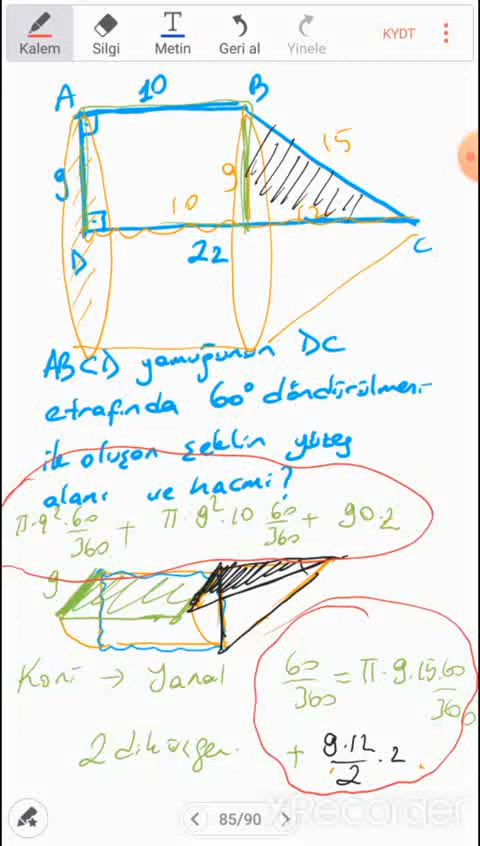 Kalem Silgi Metin Geri al Yinele KYDT
A 10 B
15
9 9
10 12
D 22 C
ABCD yamuğunun DC
etrafında 60° döndürülmesi
ile oluşan şeklin yüzey
alanı ve hacmi?
π.9².60/360 + π.9².10 60/360 + 90.2
9
Koni → Yanal
60/360 = π.9.15.60/360
2 dikdörgen.
+ 9.12/2 . 2
85/90
XRecorder